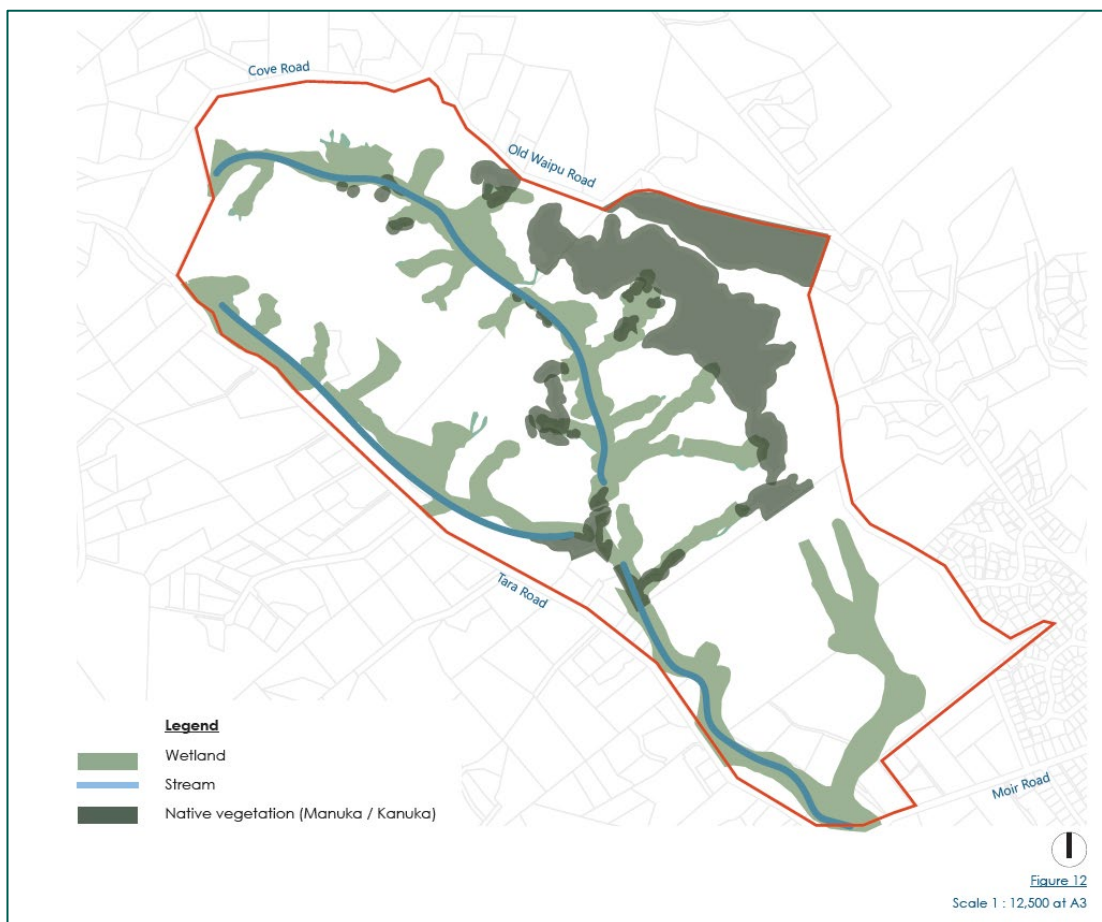 Cove Road
Old Waipu Road
Tara Road
Moir Road
Legend
Wetland
Stream
Native vegetation (Manuka / Kanuka)
Figure 12
Scale 1 : 12,500 at A3